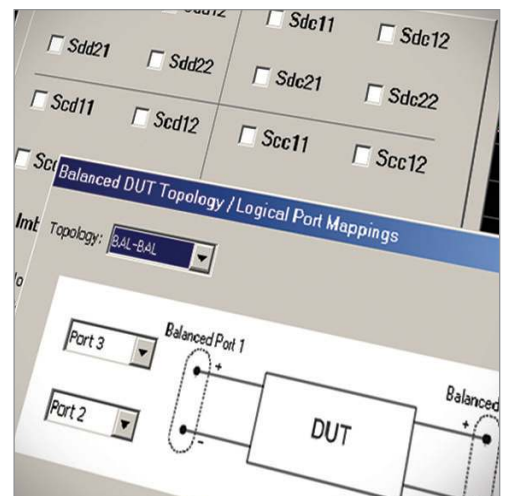 Sdc11
Sdc12
Sdd21
Sdd22
Sdc21
Sdc22
Scd11
Scd12
Scc11
Scc12
Balanced DUT Topology / Logical Port Mappings
Topology:
BAL-BAL
Port 3
Balanced Port 1
+
Port 2
-
DUT
Balanced
+